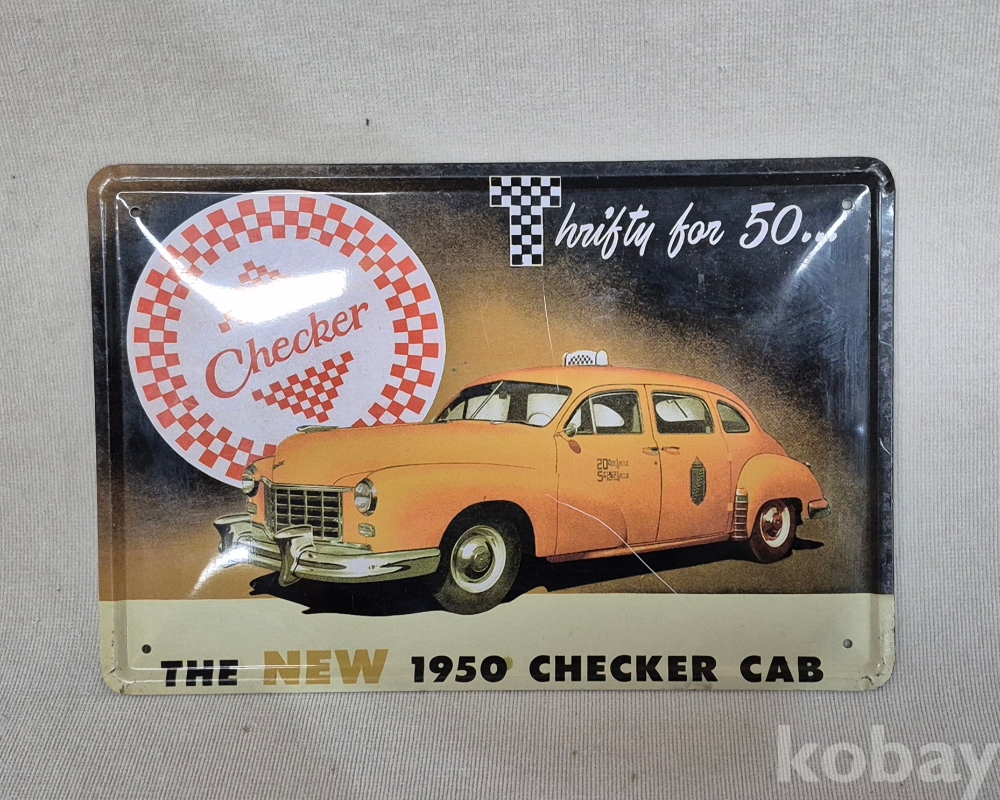 Thrifty for 50...
Checker
THE NEW 1950 CHECKER CAB
kobay